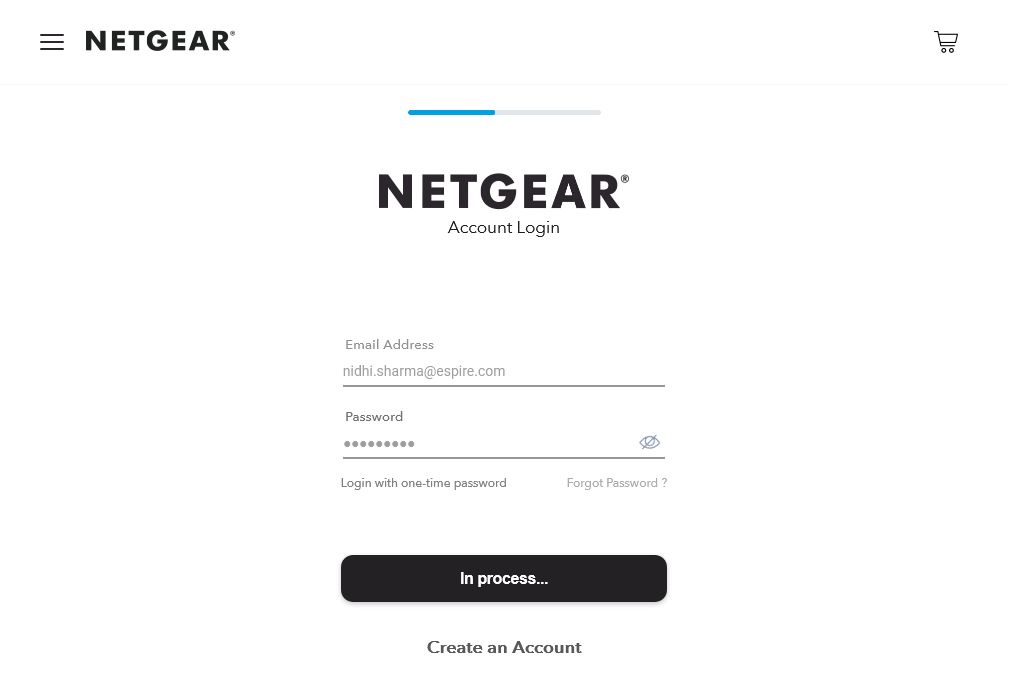 NETGEAR®
NETGEAR®
Account Login
Email Address
nidhi.sharma@espire.com
Password
●●●●●●●●●
Login with one-time password Forgot Password ?
In process...
Create an Account